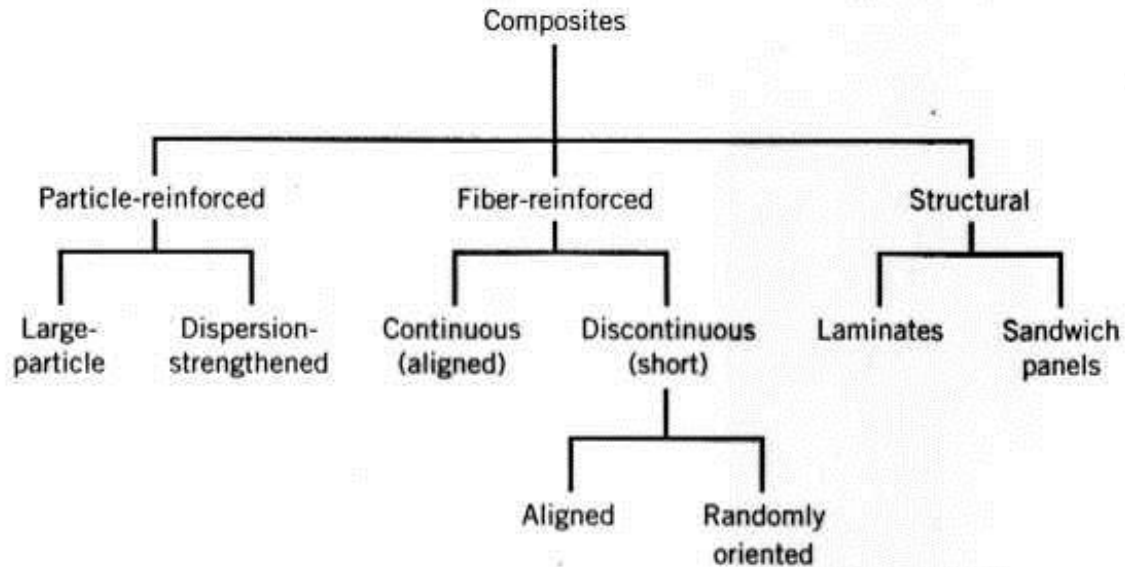 Composites
Particle-reinforced
Fiber-reinforced
Structural
Large-
particle
Dispersion-
strengthened
Continuous
(aligned)
Discontinuous
(short)
Laminates
Sandwich
panels
Aligned
Randomly
oriented